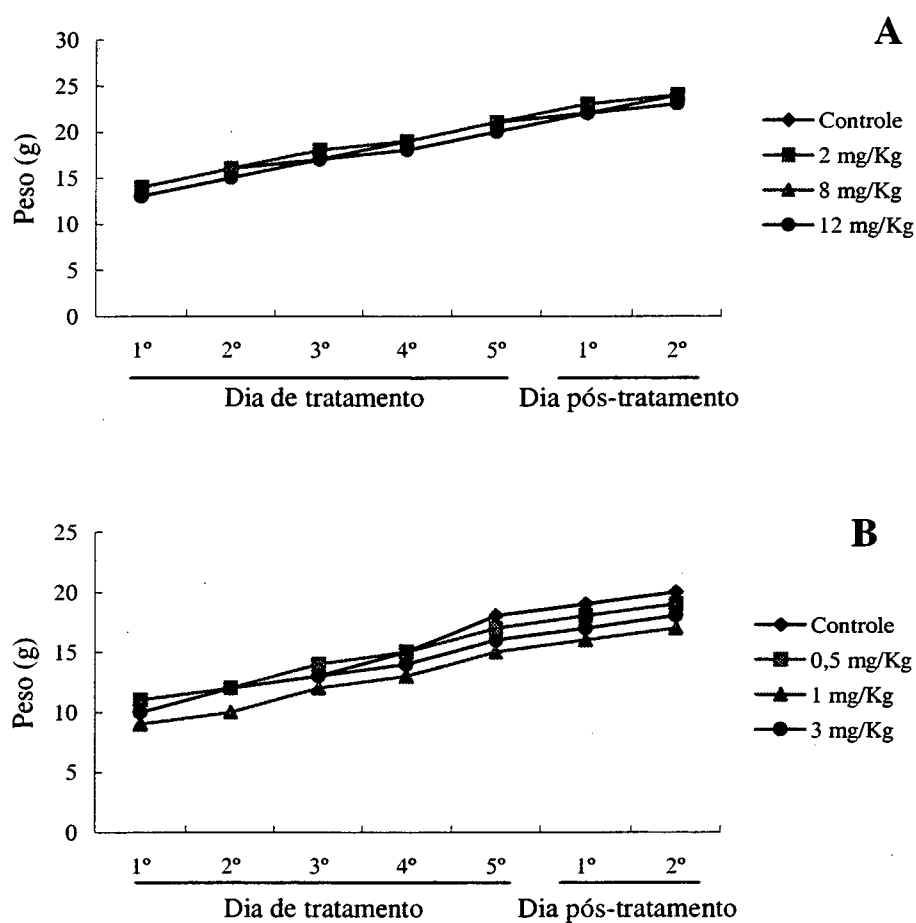 A
30
25
20
15
10
5
0
Peso (g)
1º 2º 3º 4º 5º 1º 2º
Dia de tratamento Dia pós-tratamento
Controle
2 mg/Kg
8 mg/Kg
12 mg/Kg
B
25
20
15
10
5
0
Peso (g)
1º 2º 3º 4º 5º 1º 2º
Dia de tratamento Dia pós-tratamento
Controle
0,5 mg/Kg
1 mg/Kg
3 mg/Kg